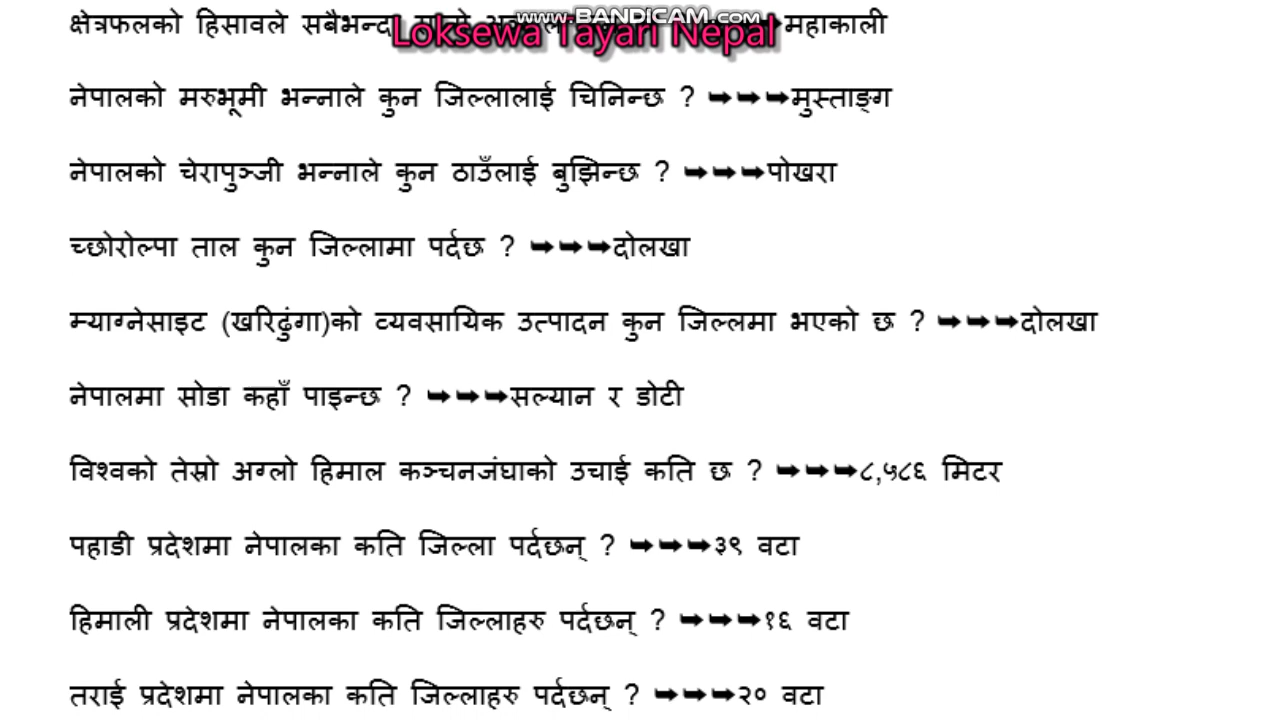 www.BANDICAM.com
Loksewa Tayari Nepal
क्षेत्रफलको हिसावले सबैभन्दा महाकाली
नेपालको मरुभूमी भन्नाले कुन जिल्लालाई चिनिन्छ ? ➥➥➥मुस्ताङ्ग
नेपालको चेरापुञ्जी भन्नाले कुन ठाउँलाई बुझिन्छ ? ➥➥➥पोखरा
च्छोरोल्पा ताल कुन जिल्लामा पर्दछ ? ➥➥➥दोलखा
म्याग्नेसाइट (खरिढुंगा)को व्यवसायिक उत्पादन कुन जिल्लमा भएको छ ? ➥➥➥दोलखा
नेपालमा सोडा कहाँ पाइन्छ ? ➥➥➥सल्यान र डोटी
विश्वको तेस्रो अग्लो हिमाल कञ्चनजंघाको उचाई कति छ ? ➥➥➥८,५८६ मिटर
पहाडी प्रदेशमा नेपालका कति जिल्ला पर्दछन् ? ➥➥➥३९ वटा
हिमाली प्रदेशमा नेपालका कति जिल्लाहरु पर्दछन् ? ➥➥➥१६ वटा
तराई प्रदेशमा नेपालका कति जिल्लाहरु पर्दछन् ? ➥➥➥२० वटा